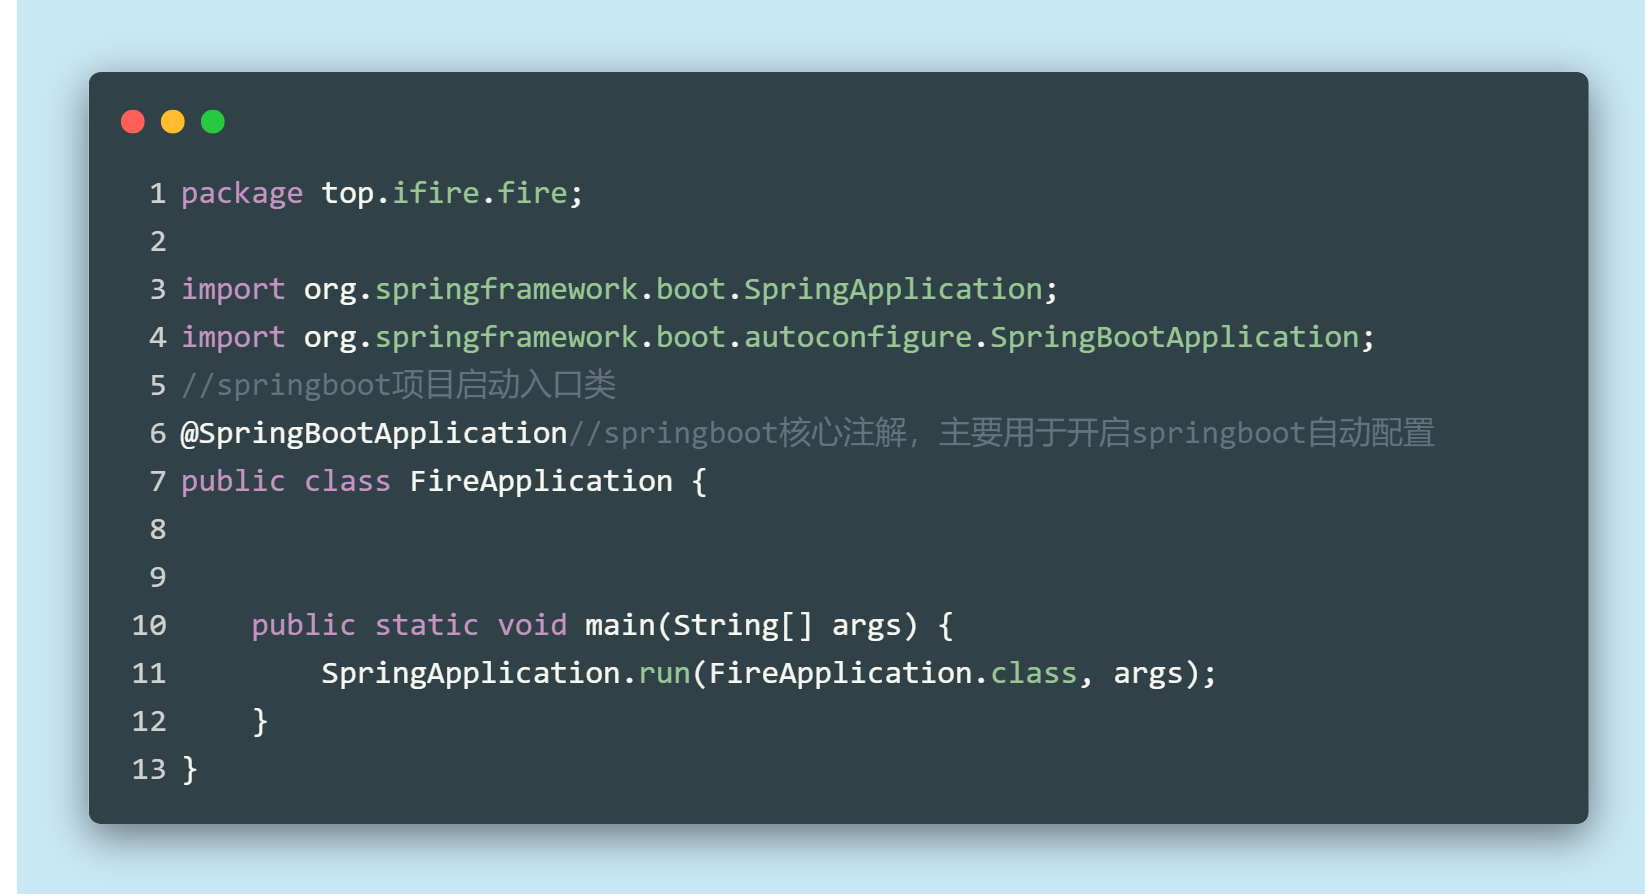 1 package top.ifire.fire;
2
3 import org.springframework.boot.SpringApplication;
4 import org.springframework.boot.autoconfigure.SpringBootApplication;
5 //springboot项目启动入口类
6 @SpringBootApplication//springboot核心注解，主要用于开启springboot自动配置
7 public class FireApplication {
8
9
10     public static void main(String[] args) {
11         SpringApplication.run(FireApplication.class, args);
12     }
13 }